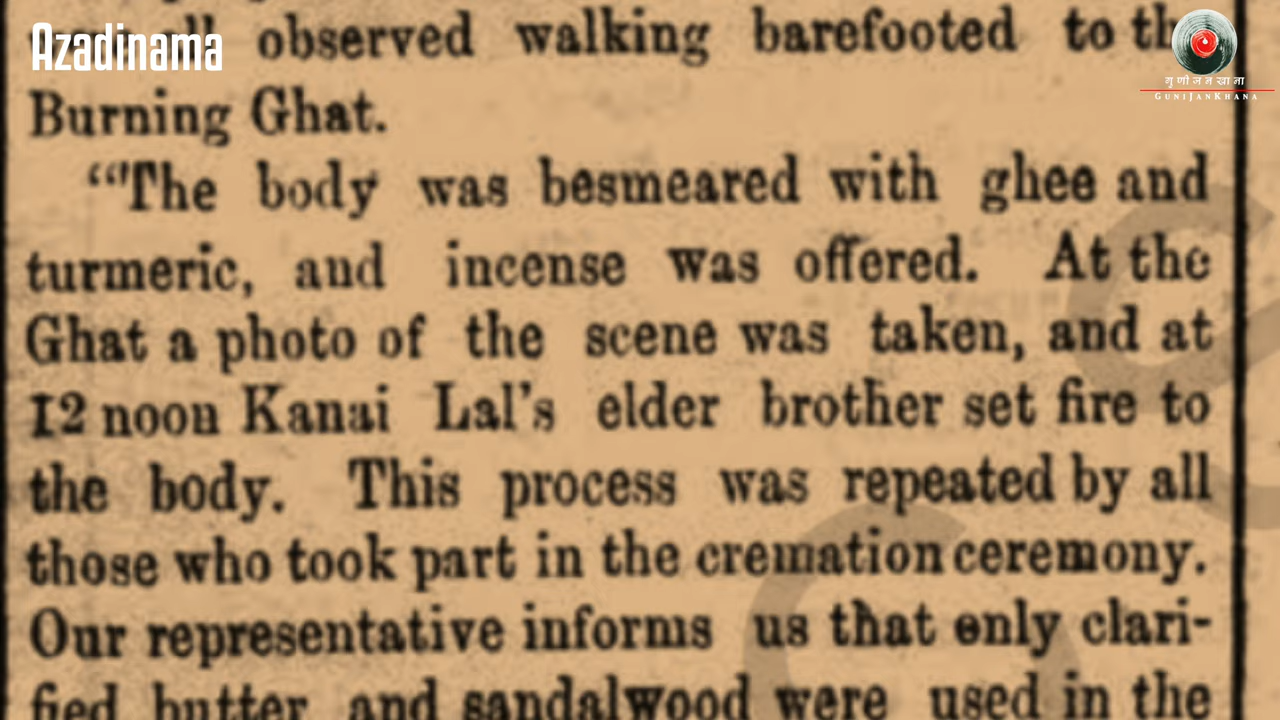 Azadinama
observed walking barefooted to the
Burning Ghat.
“The body was besmeared with ghee and
turmeric, and incense was offered. At the
Ghat a photo of the scene was taken, and at
12 noon Kanai Lal’s elder brother set fire to
the body. This process was repeated by all
those who took part in the cremation ceremony.
Our representative informs us that only clari-
fied butter and sandalwood were used in the
गुणीजनखाना
GUNIJANKHANA